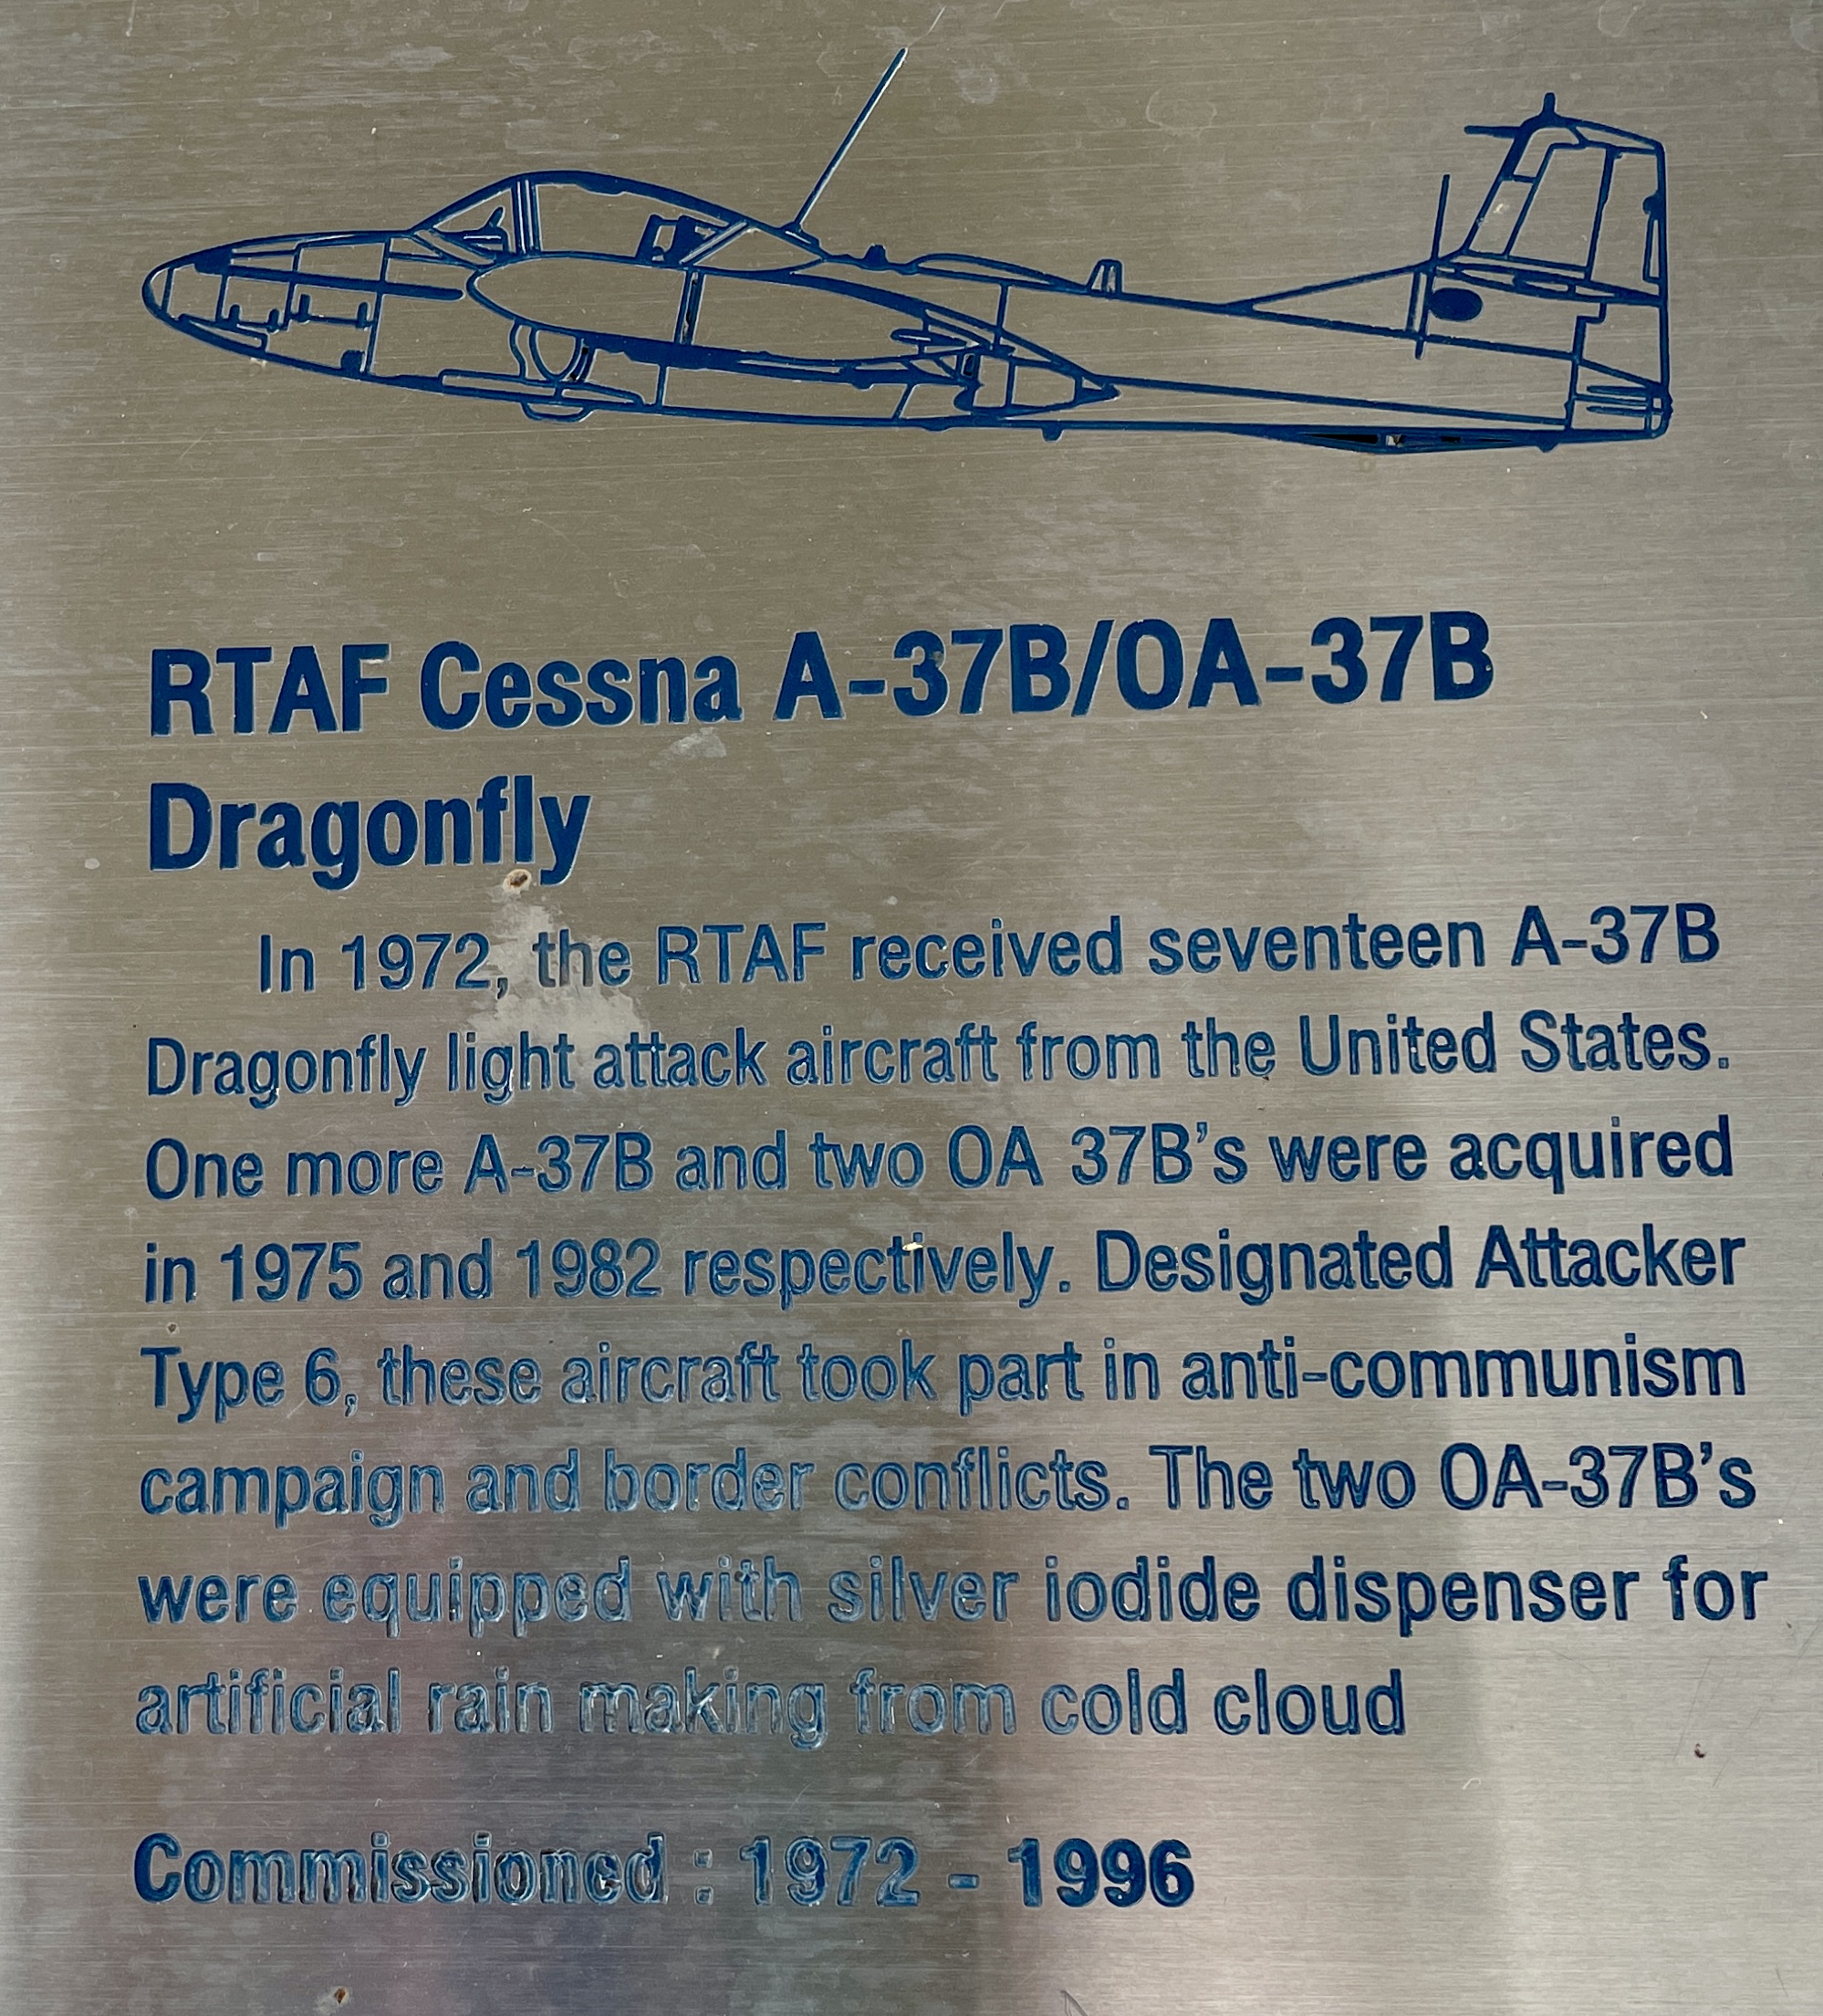 RTAF Cessna A-37B/OA-37B
Dragonfly
In 1972, the RTAF received seventeen A-37B
Dragonfly light attack aircraft from the United States.
One more A-37B and two OA 37B's were acquired
in 1975 and 1982 respectively. Designated Attacker
Type 6, these aircraft took part in anti-communism
campaign and border conflicts. The two OA-37B's
were equipped with silver iodide dispenser for
artificial rain making from cold cloud
Commissioned : 1972 - 1996